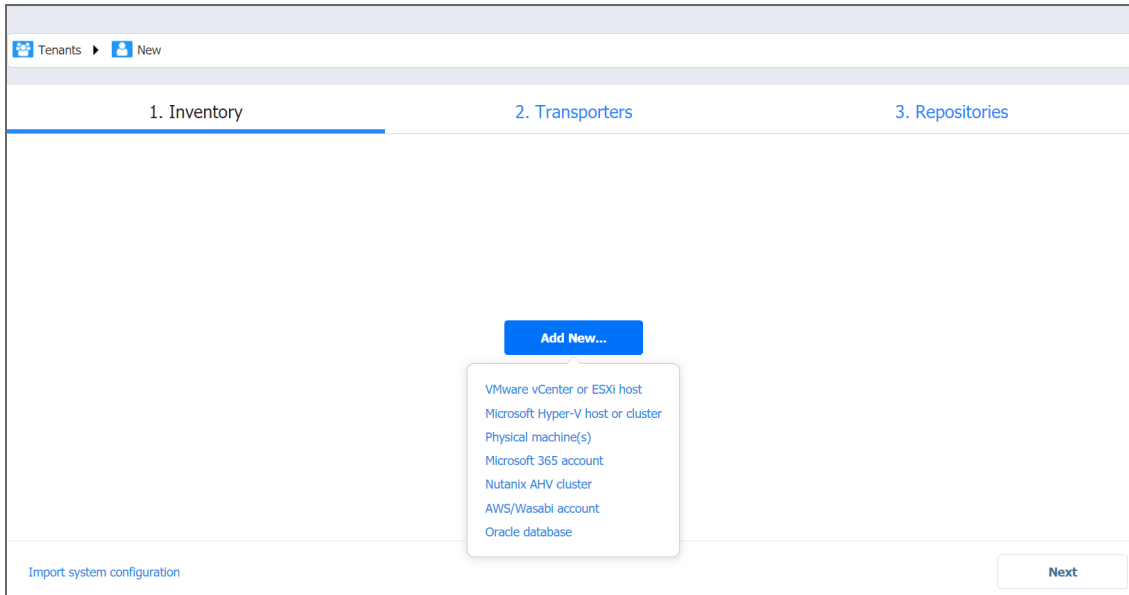 Tenants New
1. Inventory 2. Transporters 3. Repositories
Add New...
VMware vCenter or ESXi host
Microsoft Hyper-V host or cluster
Physical machine(s)
Microsoft 365 account
Nutanix AHV cluster
AWS/Wasabi account
Oracle database
Import system configuration Next